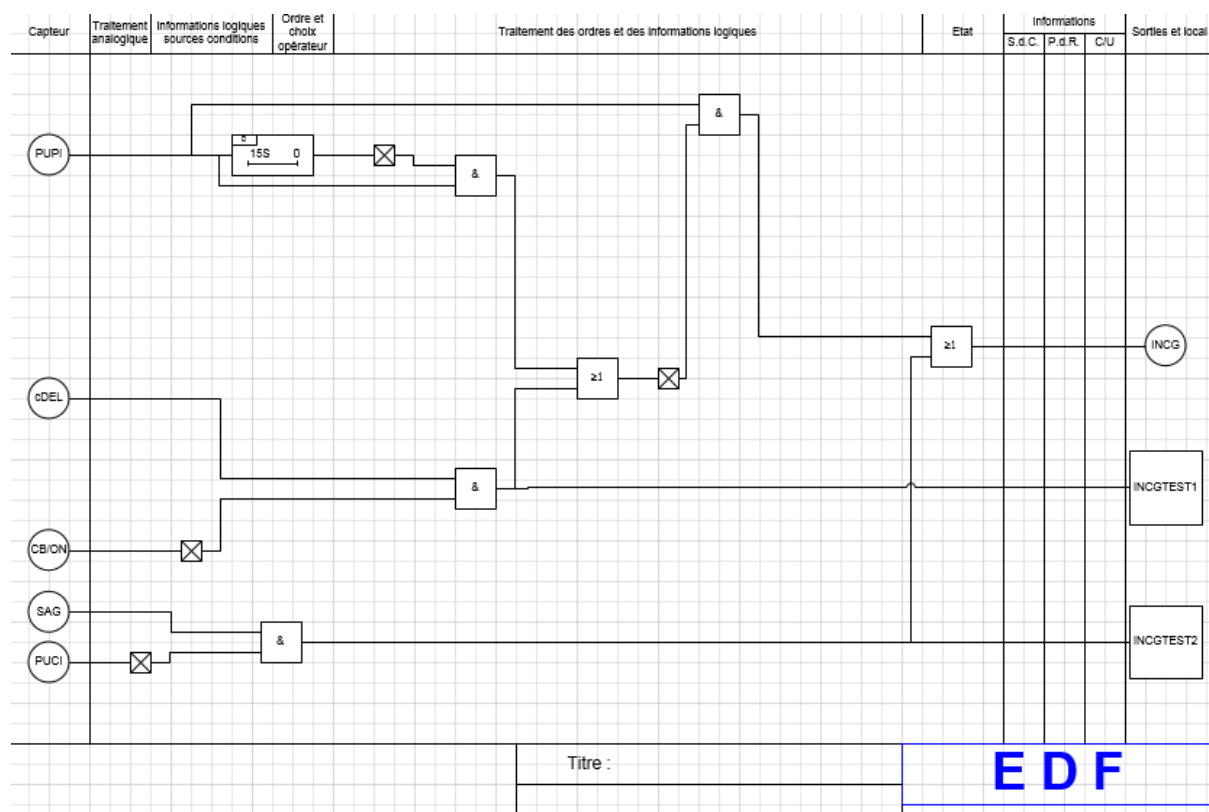 Capteur
Traitement
analogique
Informations logiques
sources conditions
Ordre et
choix
opérateur
Traitement des ordres et des informations logiques
Etat
Informations
S.d.C.
P.d.R.
C/U
Sorties et local
&
PUPI
0
15S 0
&
≥1
INCG
≥1
cDEL
&
INCGTEST1
CB/ON
SAG
&
INCGTEST2
PUCI
Titre :
E D F